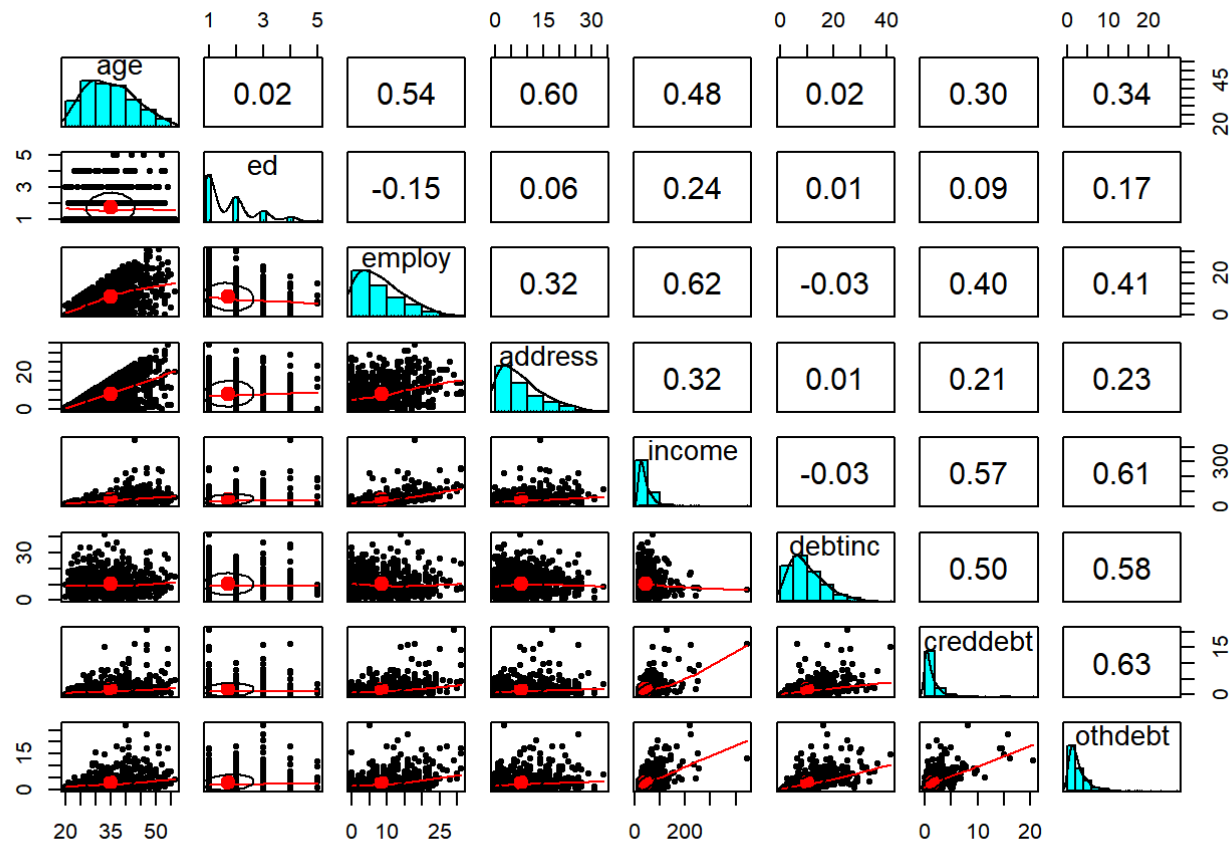 1 3 5 0 15 30 0 20 40 0 10 20
age 0.02 0.54 0.60 0.48 0.02 0.30 0.34 20 45
1 3 5 ed -0.15 0.06 0.24 0.01 0.09 0.17
employ 0.32 0.62 -0.03 0.40 0.41 0 20
0 20 address 0.32 0.01 0.21 0.23
income -0.03 0.57 0.61 0 300
0 30 debtinc 0.50 0.58
creddebt 0.63 0 15
0 15 othdebt
20 35 50 0 10 25 0 200 0 10 20